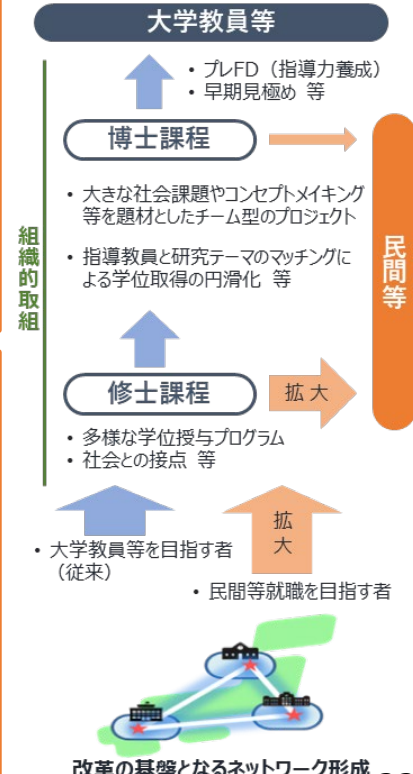 大学教員等
• プレFD（指導力養成）
• 早期見極め 等
博士課程
• 大きな社会課題やコンセプトメイキング
等を題材としたチーム型のプロジェクト
• 指導教員と研究テーマのマッチングに
よる学位取得の円滑化 等
組織的取組
民間等
修士課程
拡大
• 多様な学位授与プログラム
• 社会との接点 等
拡
大
• 大学教員等を目指す者
（従来）
• 民間等就職を目指す者
改革の基盤となるネットワーク形成